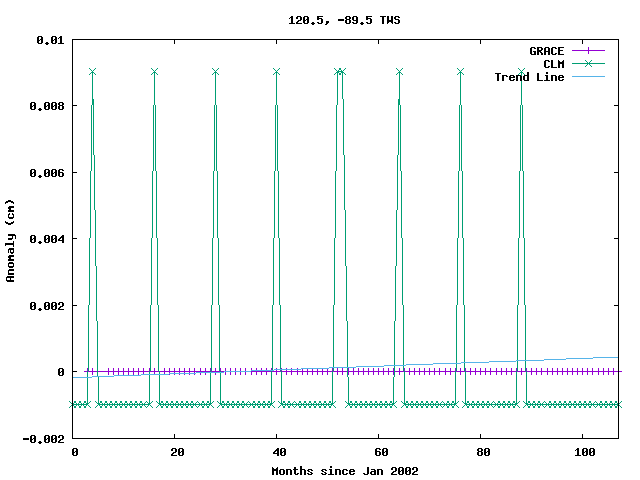 120.5, -89.5 TWS
GRACE
CLM
Trend Line
0.01
0.008
0.006
0.004
0.002
0
-0.002
Anomaly (cm)
0 20 40 60 80 100
Months since Jan 2002